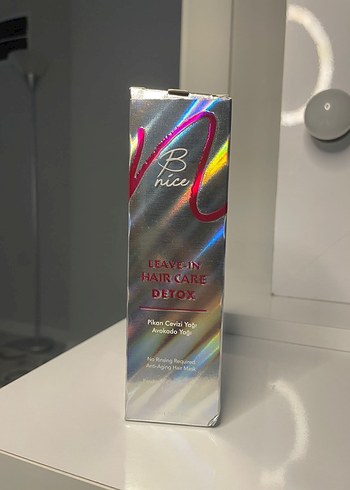 B
nice
LEAVE-IN
HAIR CARE
DETOX
Pikan Cevizi Yağı
Avokado Yağı
No Rinsing Required
Anti-Aging Hair Mask